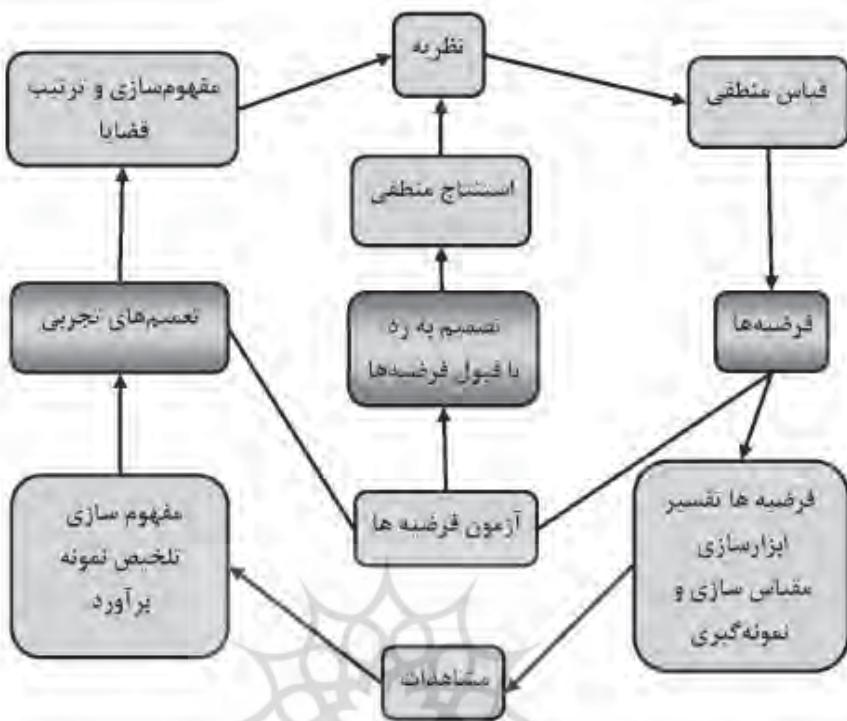 نظریه
قیاس منطقی
مفهوم‌سازی و ترتیب
قضایا
استنتاج منطقی
فرضیه‌ها
تصمیم به رد
یا قبول فرضیه‌ها
تعمیم‌های تجربی
فرضیه ها تفسیر
ابزارسازی
مقیاس سازی و
نمونه‌گیری
آزمون فرضیه ها
مفهوم سازی
تلخیص نمونه
برآورد
مشاهدات